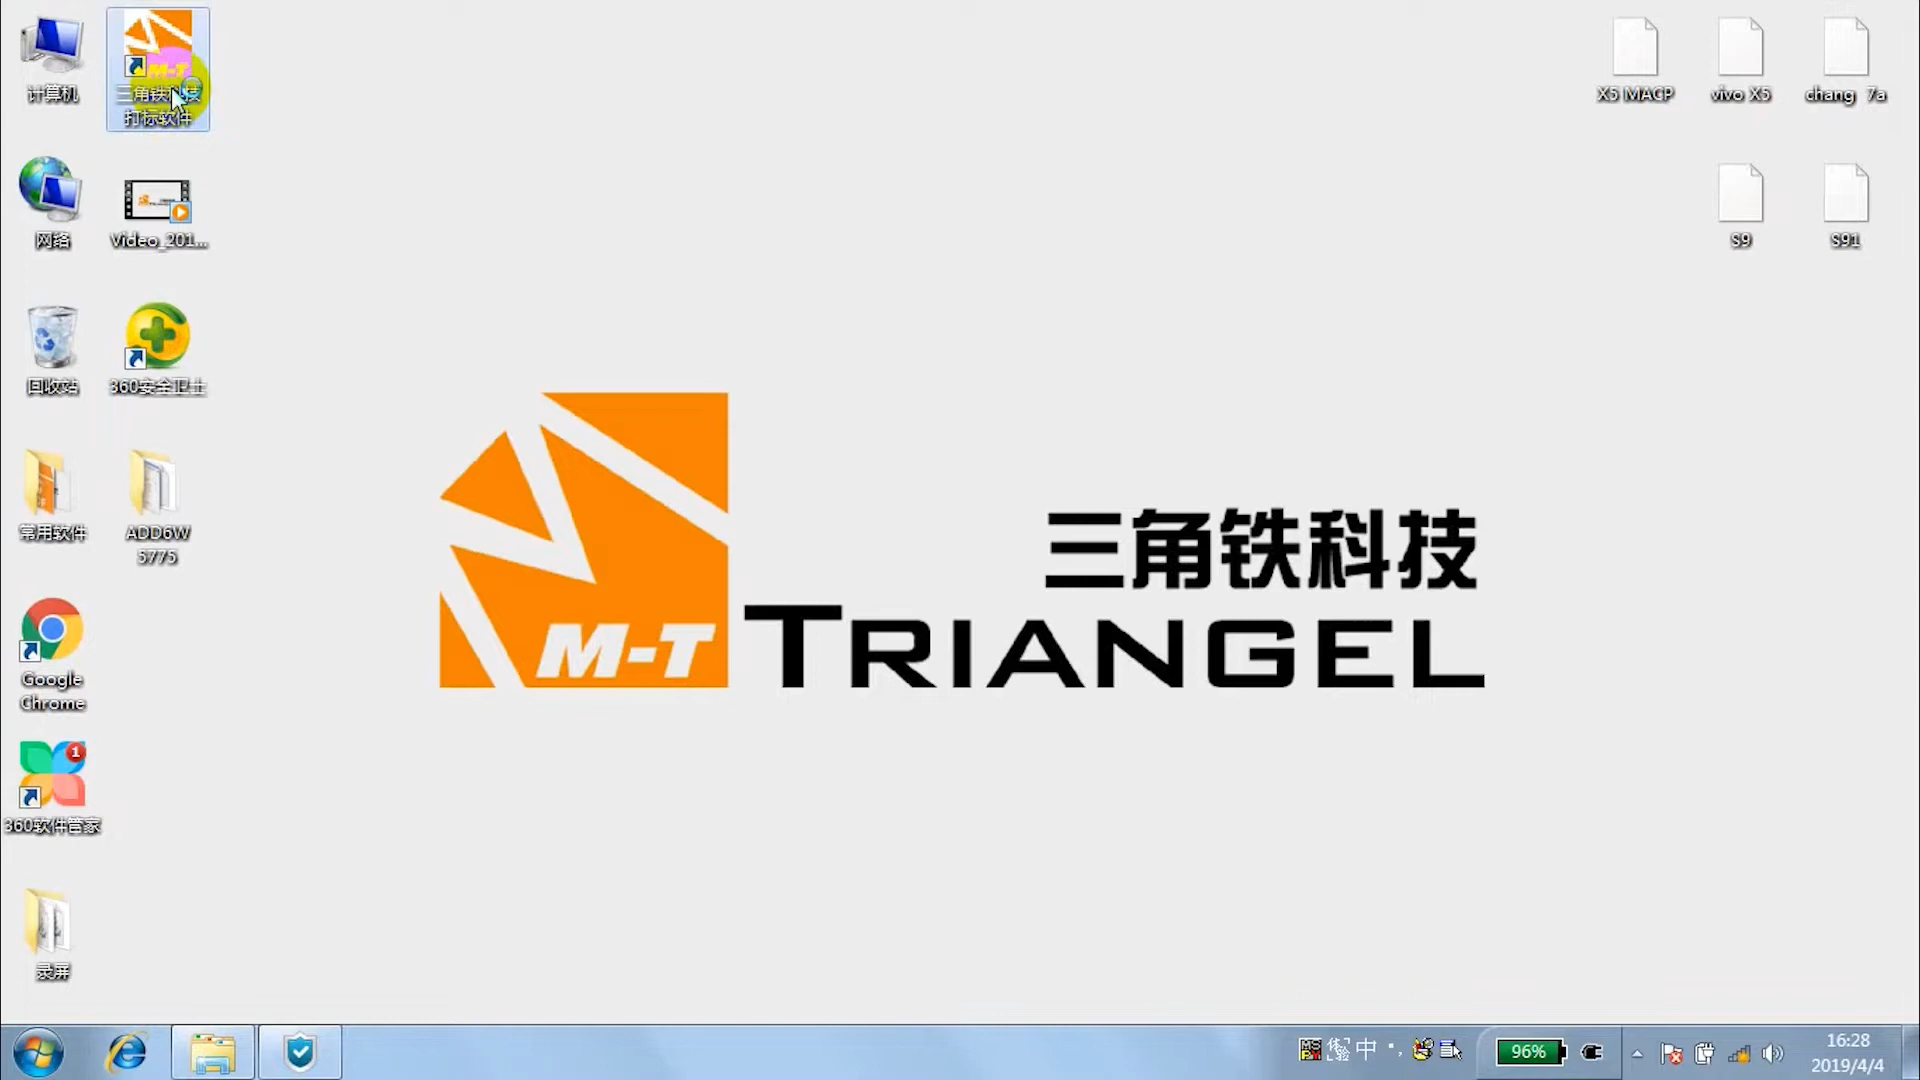 计算机
三角铁科技
打标软件
X5 MACP
vivo X5
chang 7a
网络
Video_201...
S9
S91
回收站
360安全卫士
常用软件
ADD6W
5775
三角铁科技
M-T TRIANGEL
Google
Chrome
1
360软件管家
录屏
中
96%
16:28
2019/4/4